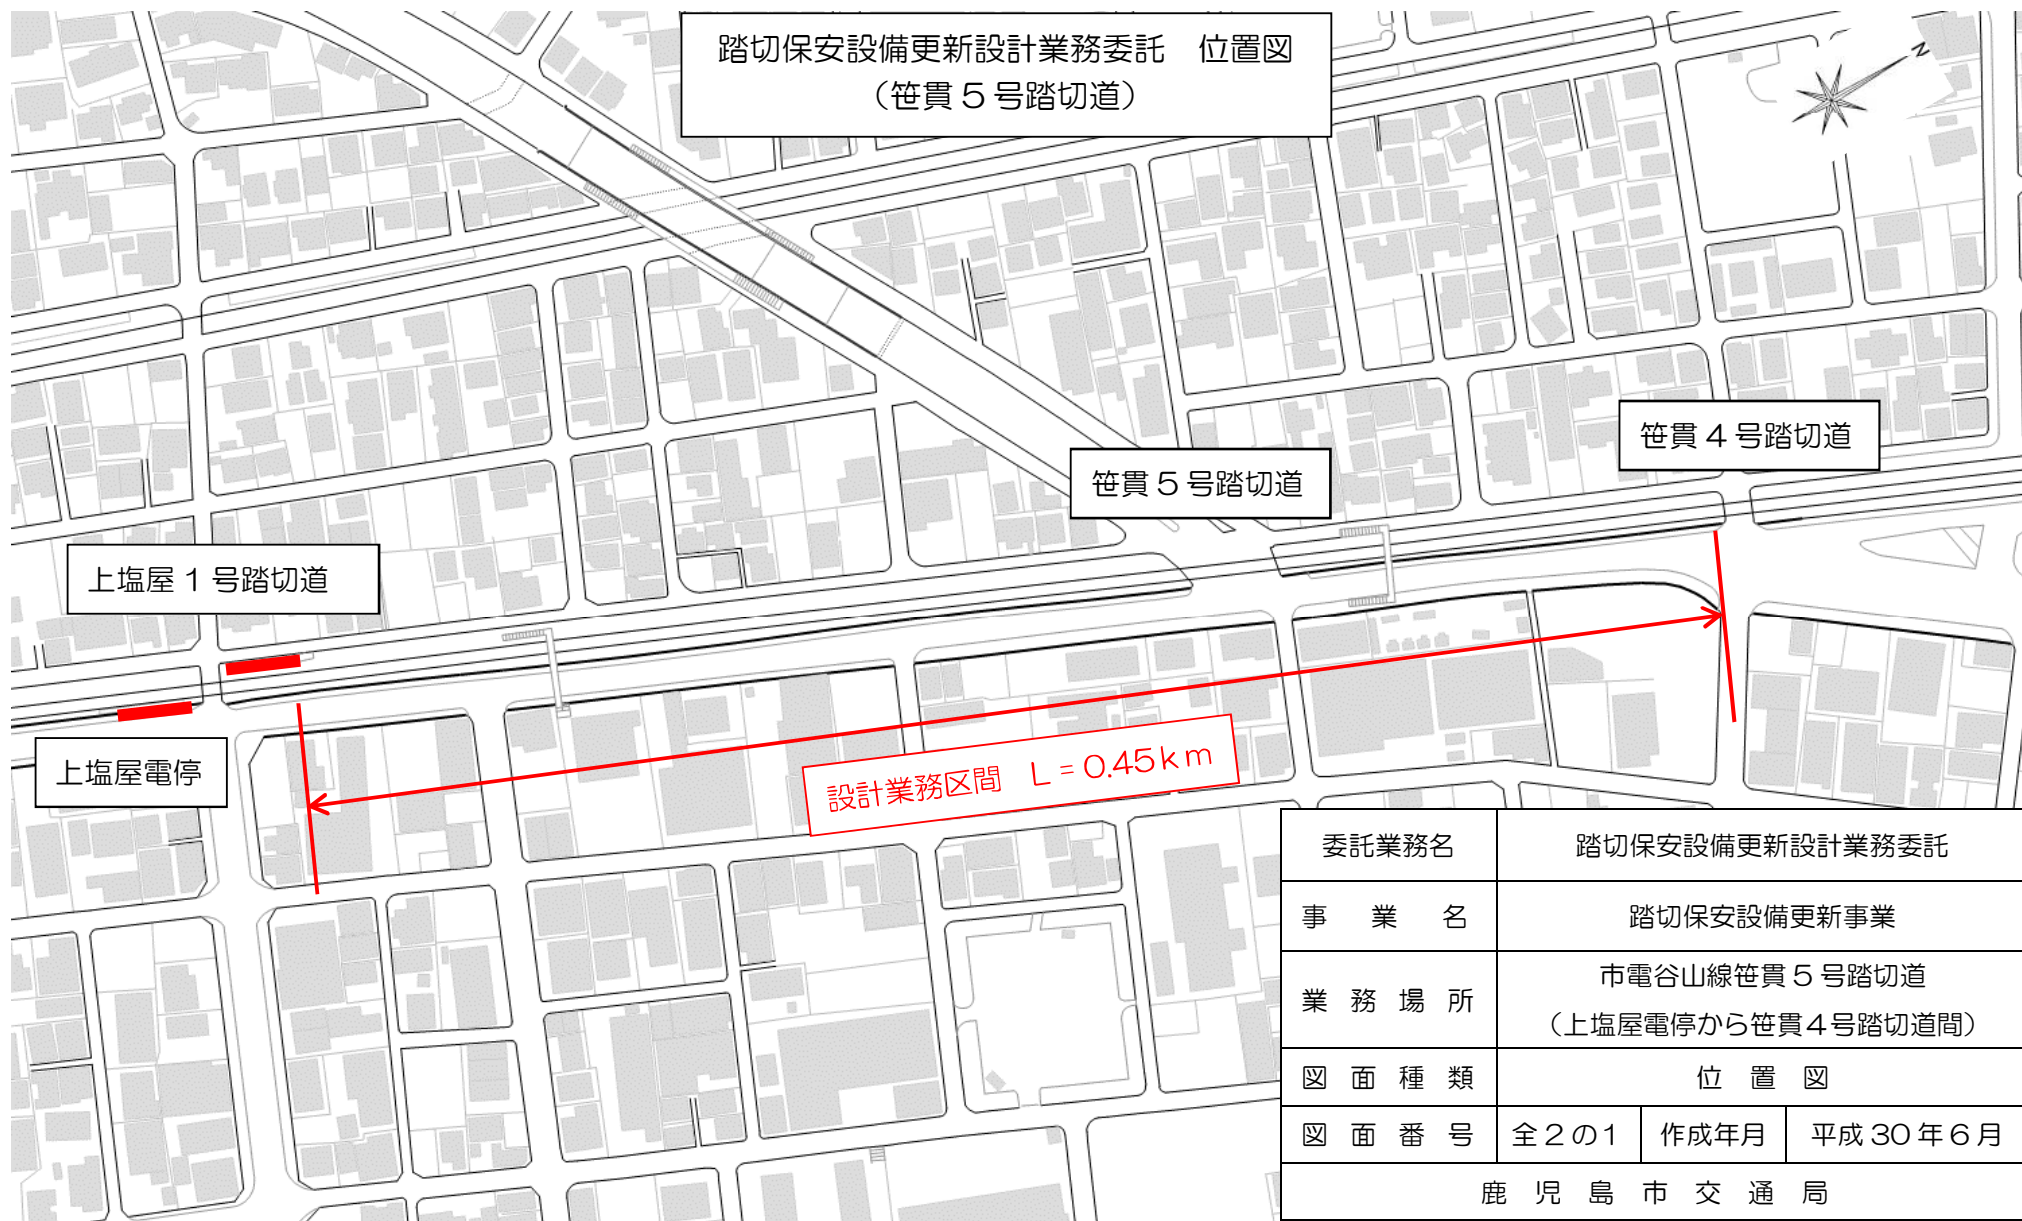 踏切保安設備更新設計業務委託　位置図
（笹貫５号踏切道）
N
笹貫４号踏切道
笹貫５号踏切道
上塩屋１号踏切道
上塩屋電停
設計業務区間　L＝0.45ｋｍ
委託業務名 踏切保安設備更新設計業務委託
事業名 踏切保安設備更新事業
業務場所 市電谷山線笹貫５号踏切道
（上塩屋電停から笹貫４号踏切道間）
図面種類 位置図
図面番号 全２の１ 作成年月 平成30年６月
鹿児島市交通局